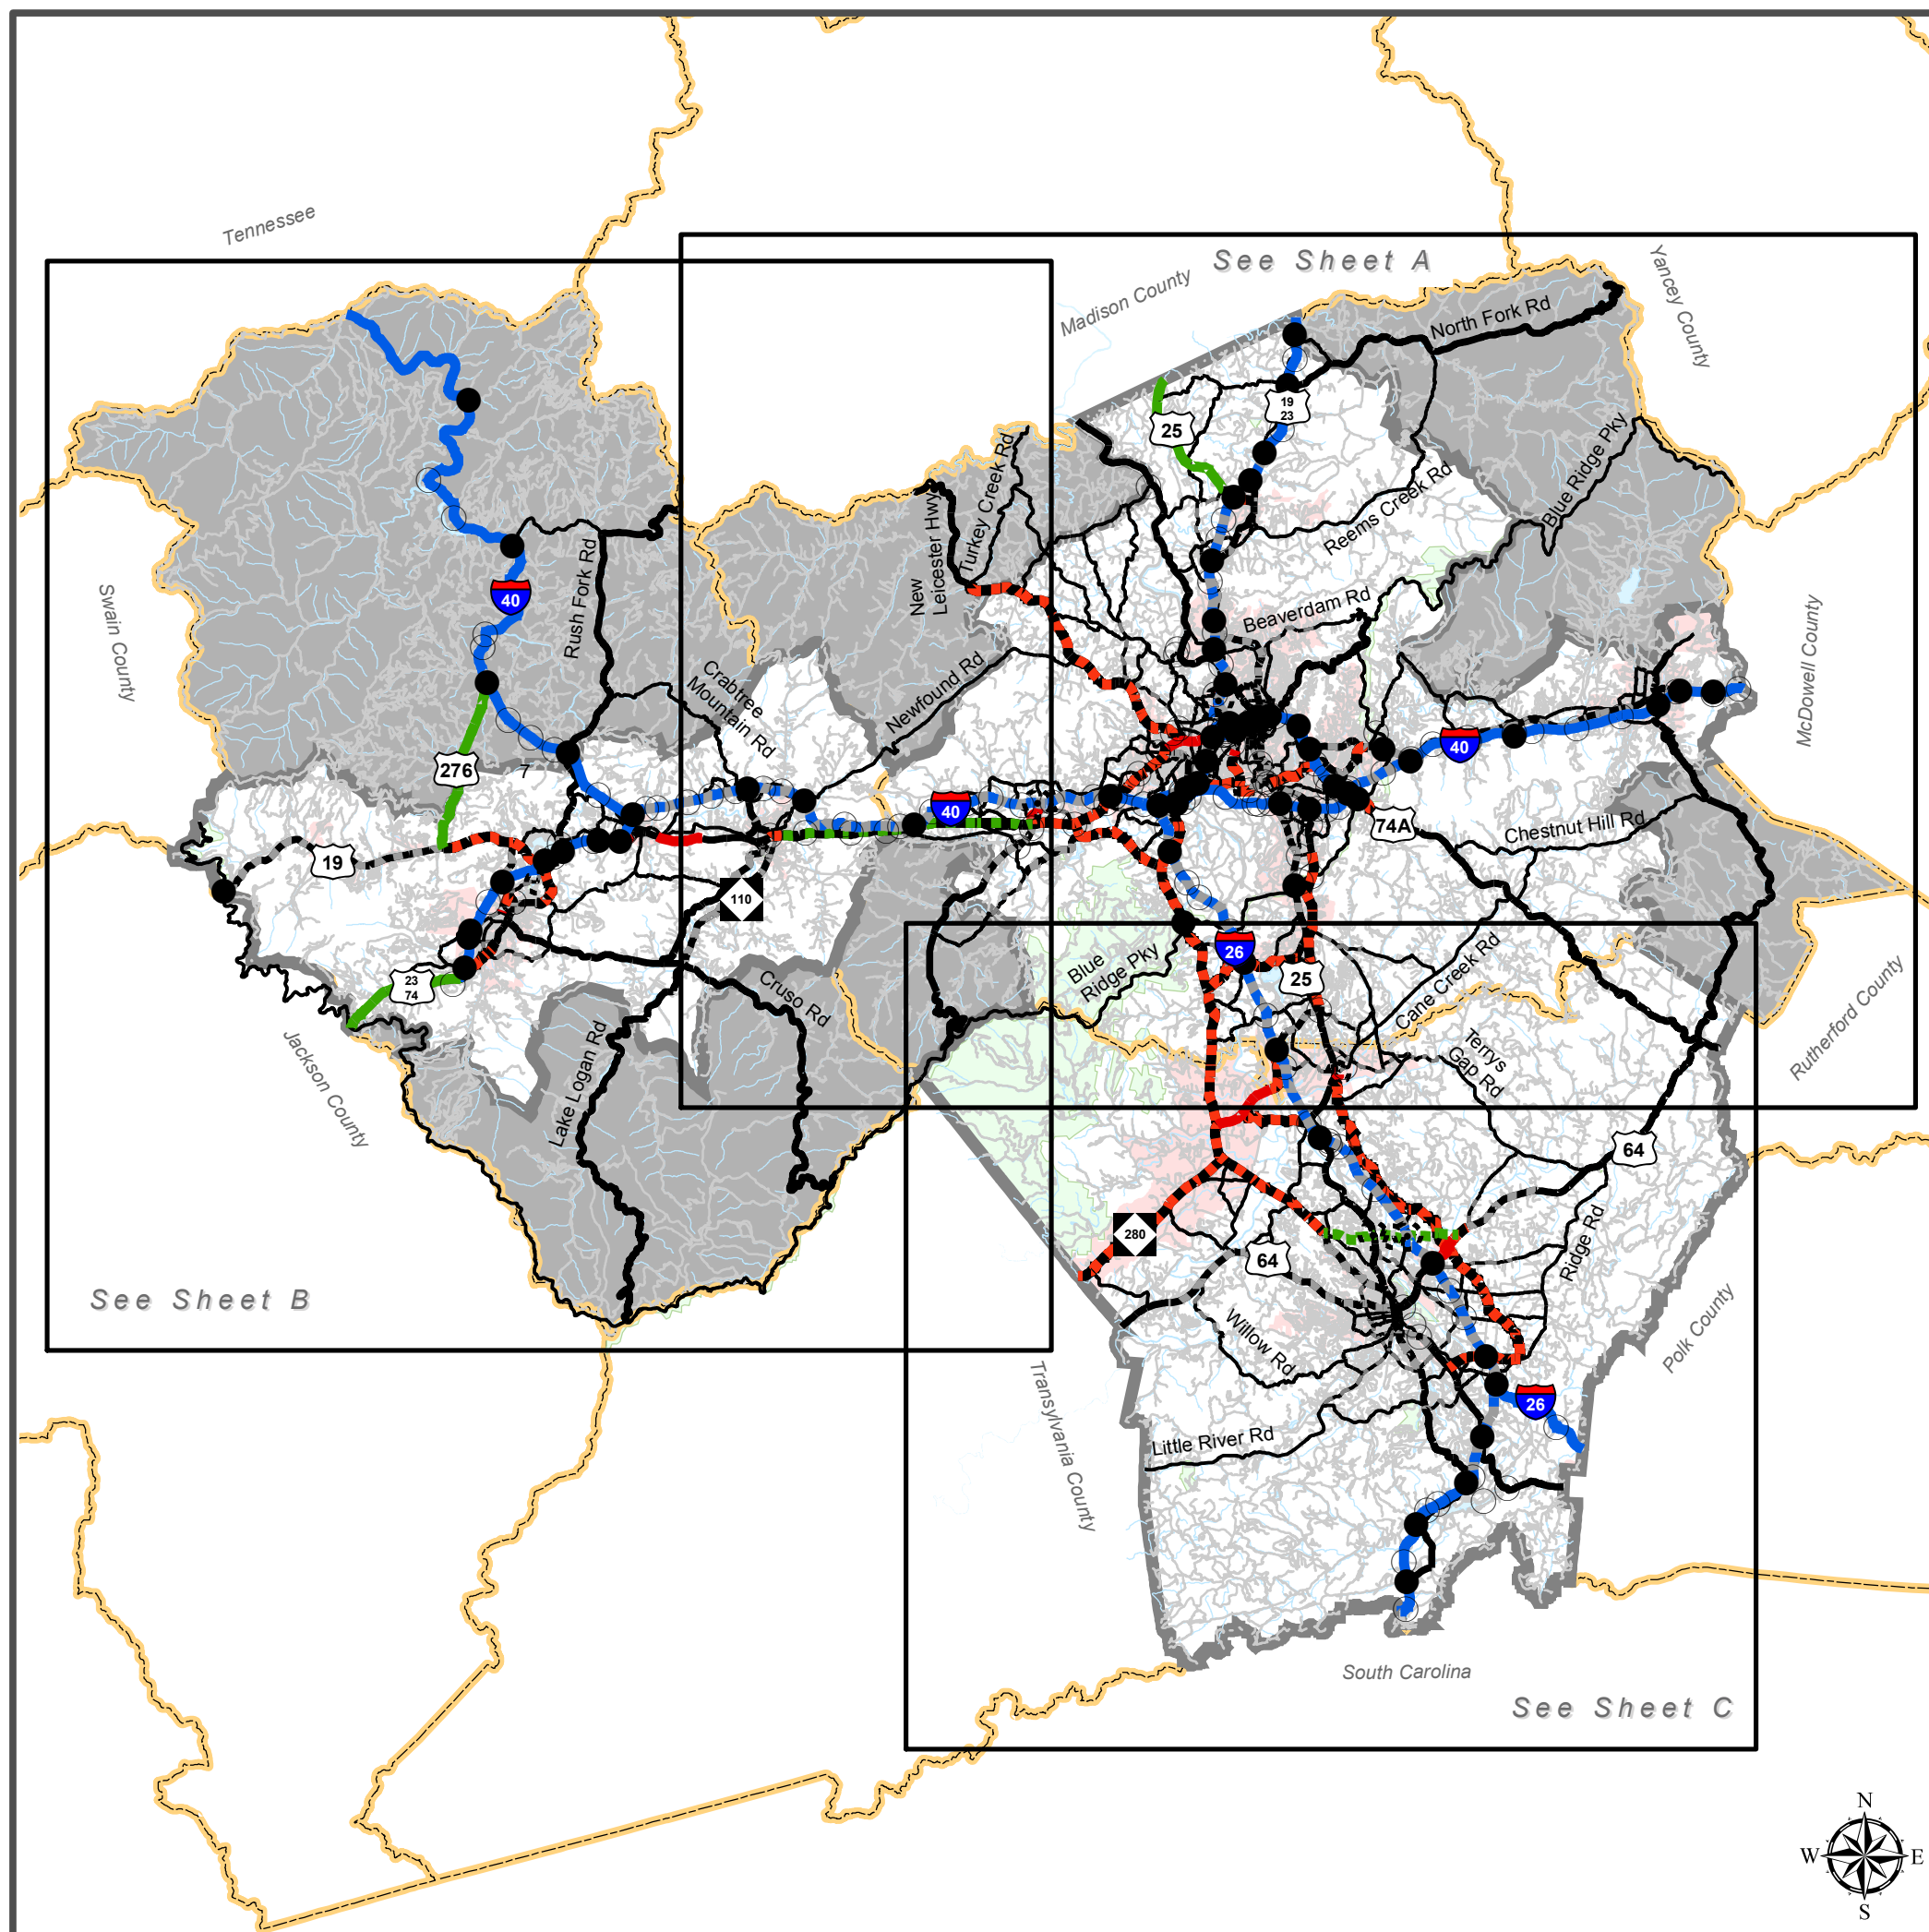 Tennessee
See Sheet A
Madison County
Yancey County
North Fork Rd
19
23
25
Blue Ridge Pky
Turkey Creek Rd
Reems Creek Rd
New
Leicester Hwy
Rush Fork Rd
40
Swain County
Beaverdam Rd
McDowell County
Crabtree
Mountain Rd
Newfound Rd
40
276
7
40
74A
Chestnut Hill Rd
19
110
26
Blue
Ridge Pky
25
Cane Creek Rd
23
74
Cruso Rd
Rutherford County
Jackson County
Lake Logan Rd
Terrys
Gap Rd
64
280
64
Ridge Rd
See Sheet B
Willow Rd
Polk County
Transylvania County
26
Little River Rd
South Carolina
See Sheet C
N
W
E
S